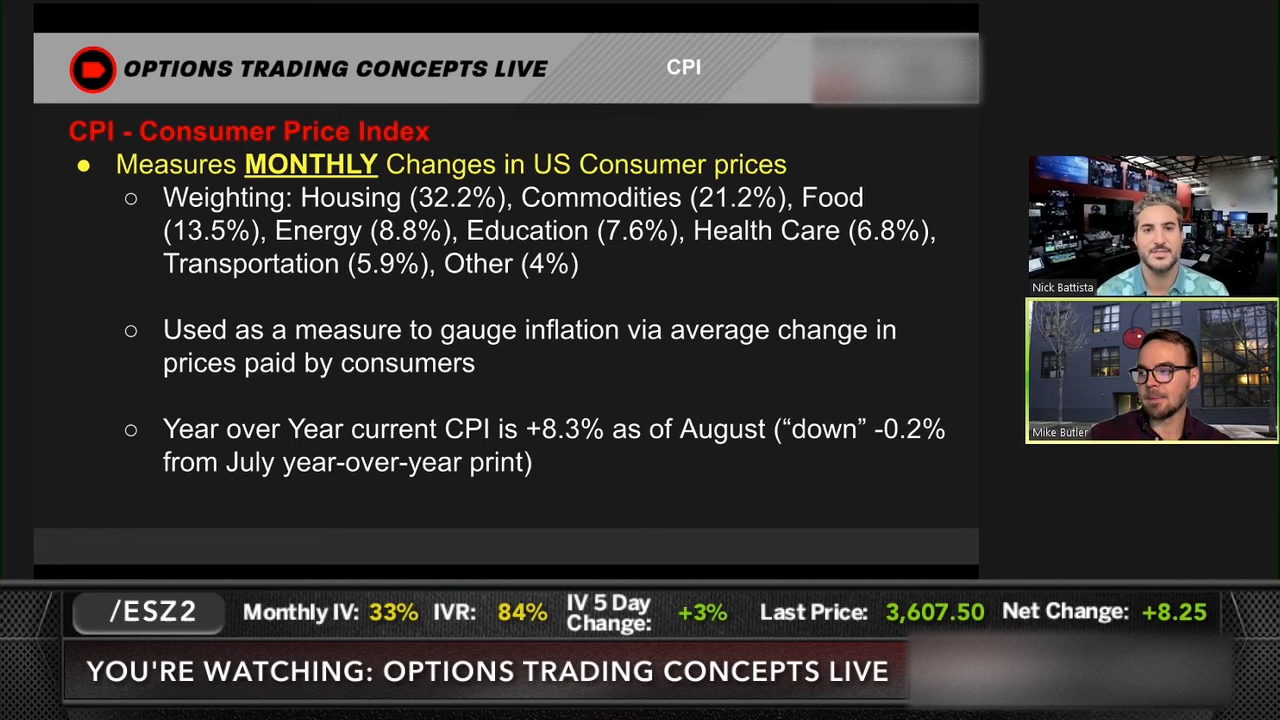 OPTIONS TRADING CONCEPTS LIVE
CPI
CPI - Consumer Price Index
● Measures MONTHLY Changes in US Consumer prices
○ Weighting: Housing (32.2%), Commodities (21.2%), Food
(13.5%), Energy (8.8%), Education (7.6%), Health Care (6.8%),
Transportation (5.9%), Other (4%)
○ Used as a measure to gauge inflation via average change in
prices paid by consumers
○ Year over Year current CPI is +8.3% as of August (“down” -0.2%
from July year-over-year print)
Nick Battista
Mike Butler
/ESZ2 Monthly IV: 33% IVR: 84% IV 5 Day
Change: +3% Last Price: 3,607.50 Net Change: +8.25
YOU'RE WATCHING: OPTIONS TRADING CONCEPTS LIVE